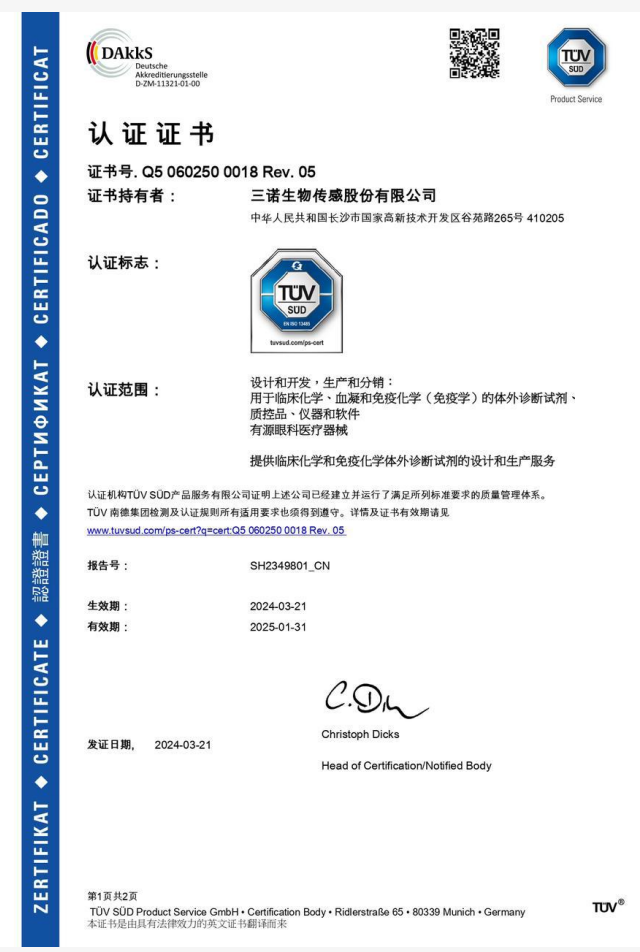 DAkkS
Deutsche
Akkreditierungsstelle
D-ZM-11321-01-00
TÜV
SÜD
Product Service
认证证书
证书号. Q5 060250 0018 Rev. 05
证书持有者： 三诺生物传感股份有限公司
中华人民共和国长沙市国家高新技术开发区谷苑路265号 410205
认证标志：
TÜV
SÜD
EN ISO 13485
tuvsud.com/ps-cert
认证范围： 设计和开发，生产和分销：
用于临床化学、血凝和免疫化学（免疫学）的体外诊断试剂、
质控品、仪器和软件
有源眼科医疗器械
提供临床化学和免疫化学体外诊断试剂的设计和生产服务
认证机构TÜV SÜD产品服务有限公司证明上述公司已经建立并运行了满足所列标准要求的质量管理体系。
TÜV 南德集团检测及认证规则所有适用要求也须得到遵守。详情及证书有效期请见
www.tuvsud.com/ps-cert?q=cert:Q5 060250 0018 Rev. 05
报告号： SH2349801_CN
生效期： 2024-03-21
有效期： 2025-01-31
Christoph Dicks
发证日期, 2024-03-21
Head of Certification/Notified Body
第1页共2页
TÜV SÜD Product Service GmbH • Certification Body • Ridlerstraße 65 • 80339 Munich • Germany
本证书是由具有法律效力的英文证书翻译而来
TÜV®
ZERTIFIKAT ◆ CERTIFICATE ◆ 認證證書 ◆ СЕРТИФИКАТ ◆ CERTIFICADO ◆ CERTIFICAT